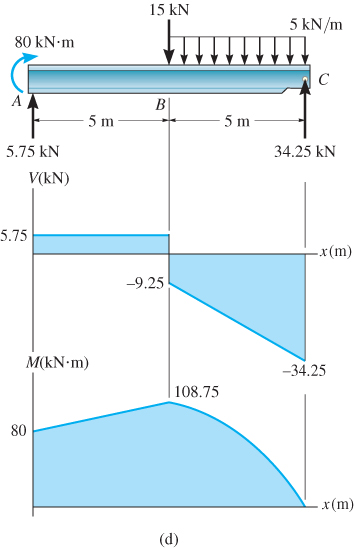 15 kN
5 kN/m
80 kN·m
A
B
C
5 m
5 m
5.75 kN
34.25 kN
V(kN)
5.75
x(m)
−9.25
−34.25
M(kN·m)
108.75
80
x(m)
(d)